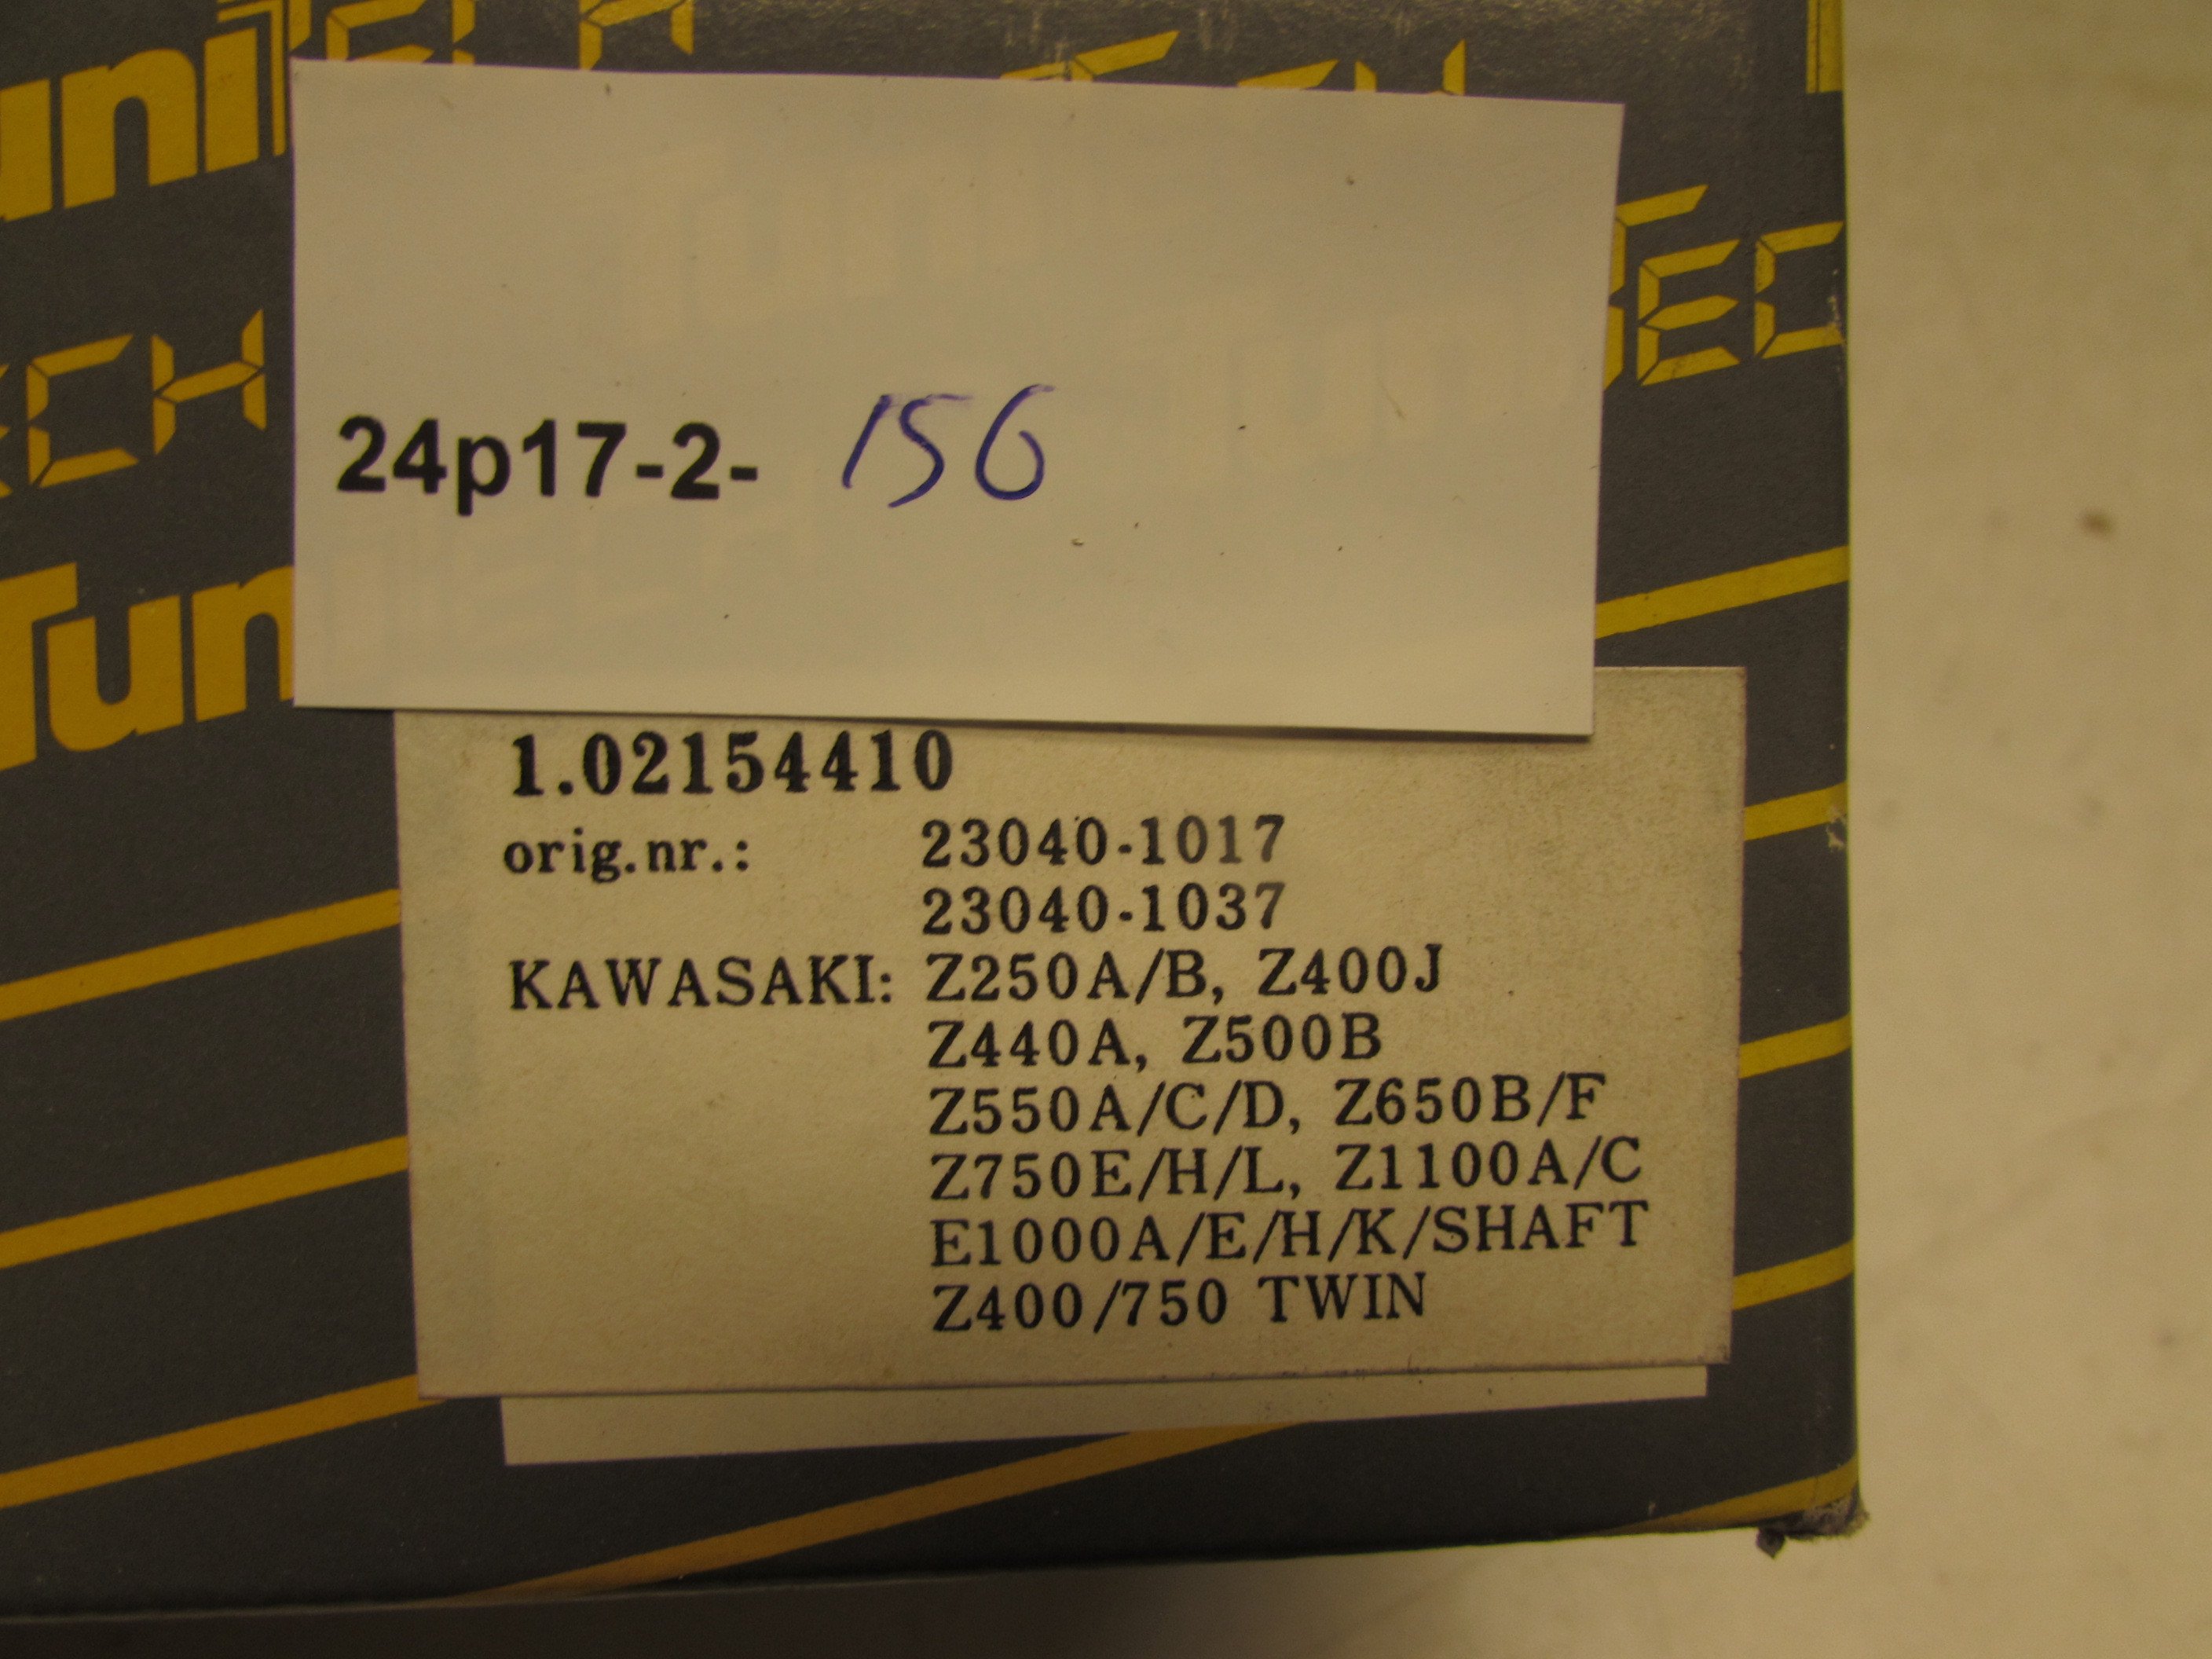 24p17-2- 156
1.02154410
orig.nr.: 23040-1017
23040-1037
KAWASAKI: Z250A/B, Z400J
Z440A, Z500B
Z550A/C/D, Z650B/F
Z750E/H/L, Z1100A/C
E1000A/E/H/K/SHAFT
Z400/750 TWIN